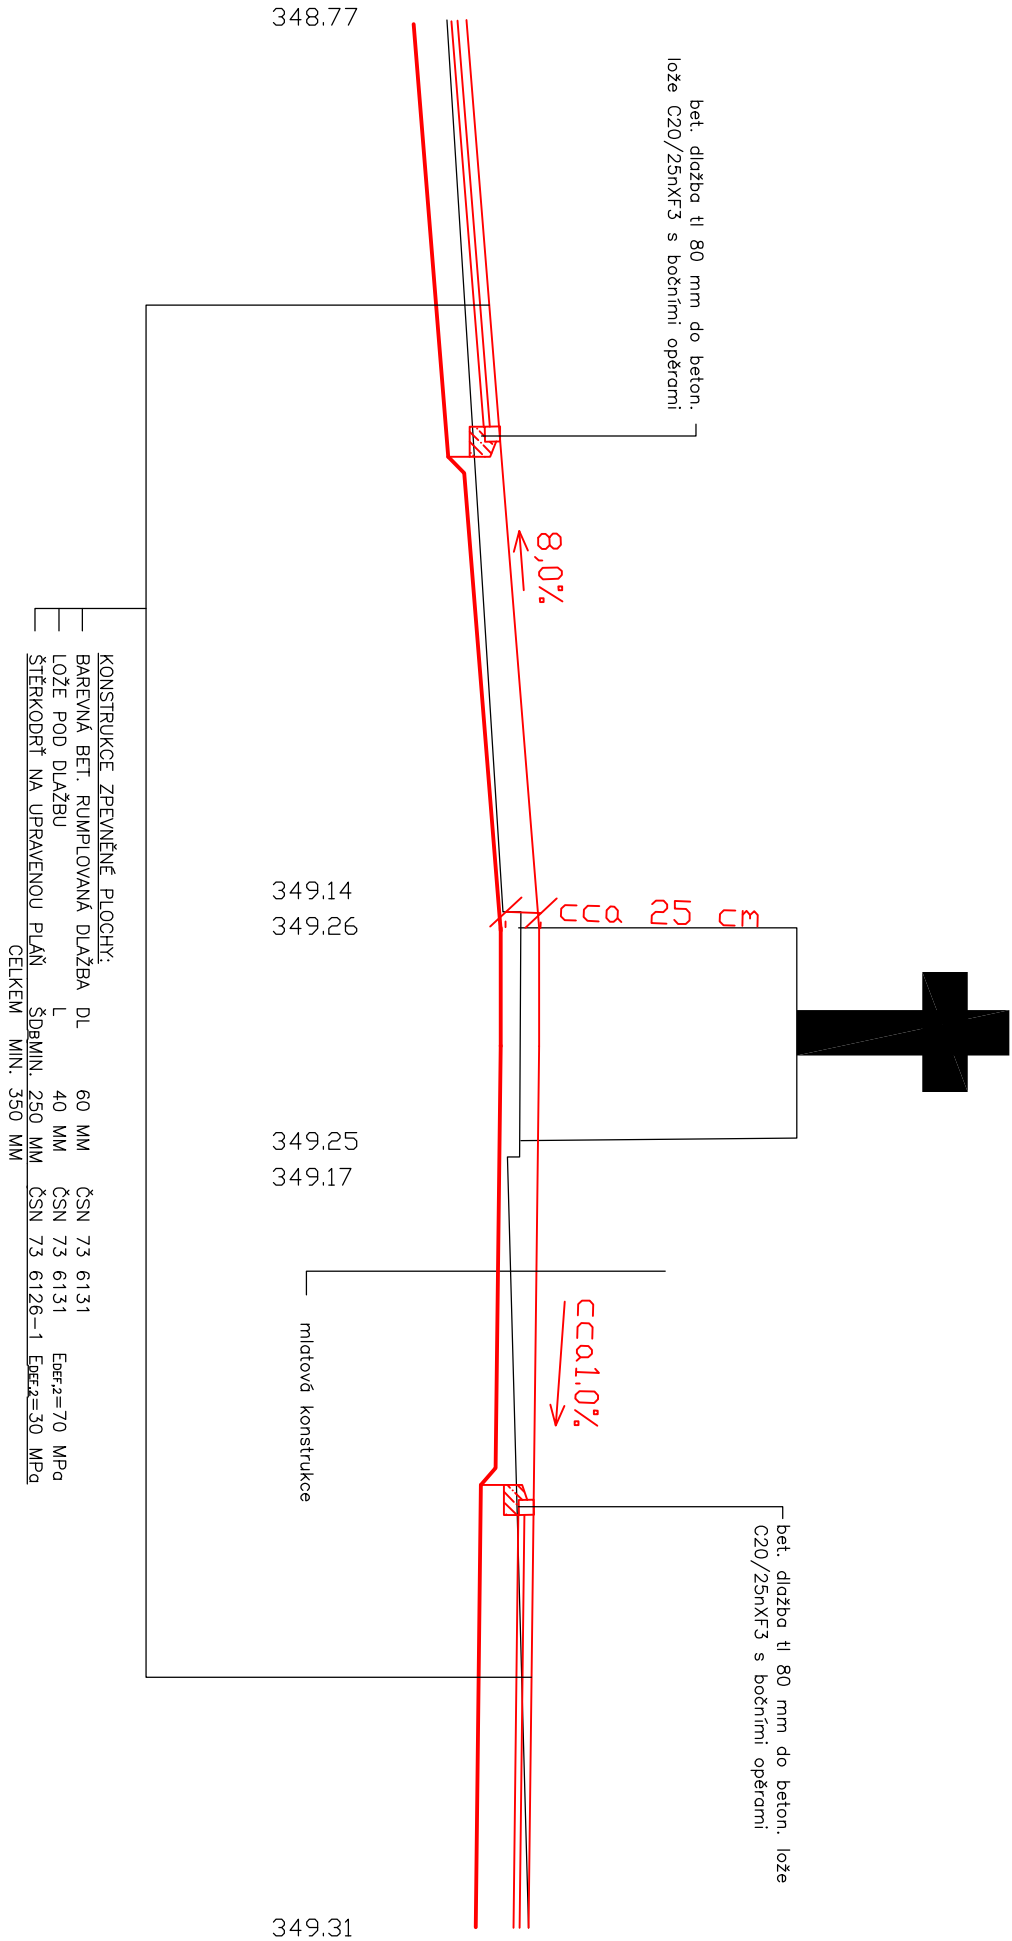 348.77
bet. dlažba tl 80 mm do beton.
lože C20/25nXF3 s bočními opěrami
8,0%
349.14
349.26
cca 25 cm
349.25
349.17
cca1.0%
mlatová konstrukce
bet. dlažba tl 80 mm do beton. lože
C20/25nXF3 s bočními opěrami
349.31
KONSTRUKCE ZPEVNĚNÉ PLOCHY:
BAREVNÁ BET. RUMPLOVANÁ DLAŽBA DL 60 MM ČSN 73 6131
LOŽE POD DLAŽBU L 40 MM ČSN 73 6131 EDEF,2=70 MPa
ŠTĚRKODRŤ NA UPRAVENOU PLÁŇ ŠDB MIN. 250 MM ČSN 73 6126-1 EDEF,2=30 MPa
CELKEM MIN. 350 MM